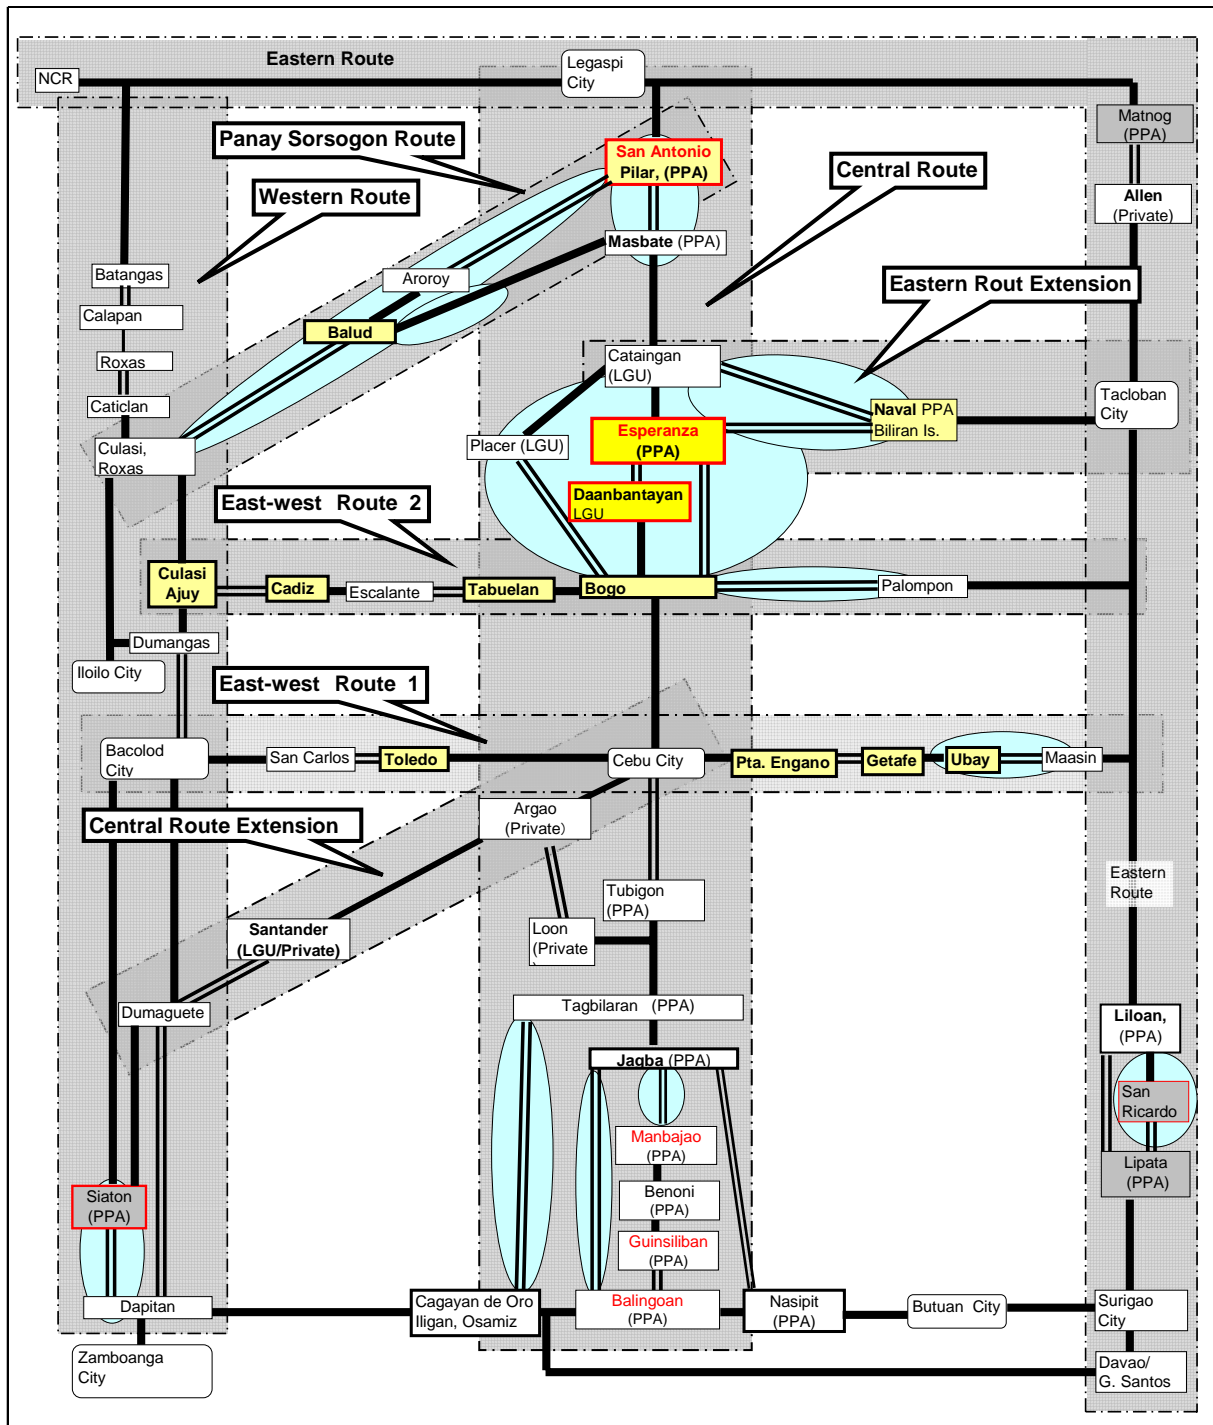 Eastern Route
Legaspi
City
NCR
Matnog
(PPA)
Panay Sorsogon Route
San Antonio
Pilar, (PPA)
Central Route
Western Route
Allen
(Private)
Masbate (PPA)
Batangas
Aroroy
Eastern Rout Extension
Calapan
Balud
Roxas
Cataingan
(LGU)
Caticlan
Tacloban
City
Naval PPA
Biliran Is.
Culasi,
Roxas
Placer (LGU)
Esperanza
(PPA)
East-west Route 2
Daanbantayan
LGU
Culasi
Ajuy
Cadiz
Escalante
Tabuelan
Bogo
Palompon
Dumangas
Iloilo City
East-west Route 1
Bacolod
City
San Carlos
Toledo
Cebu City
Pta. Engano
Getafe
Ubay
Maasin
Central Route Extension
Argao
(Private)
Eastern
Route
Tubigon
(PPA)
Santander
(LGU/Private)
Loon
(Private
)
Dumaguete
Tagbilaran (PPA)
Liloan,
(PPA)
Jagba (PPA)
San
Ricardo
Manbajao
(PPA)
Lipata
(PPA)
Siaton
(PPA)
Benoni
(PPA)
Guinsiliban
(PPA)
Dapitan
Cagayan de Oro
Iligan, Osamiz
Balingoan
(PPA)
Nasipit
(PPA)
Butuan City
Surigao
City
Zamboanga
City
Davao/
G. Santos